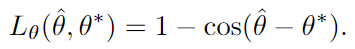 L_θ(θ̂, θ*) = 1 − cos(θ̂ − θ*).